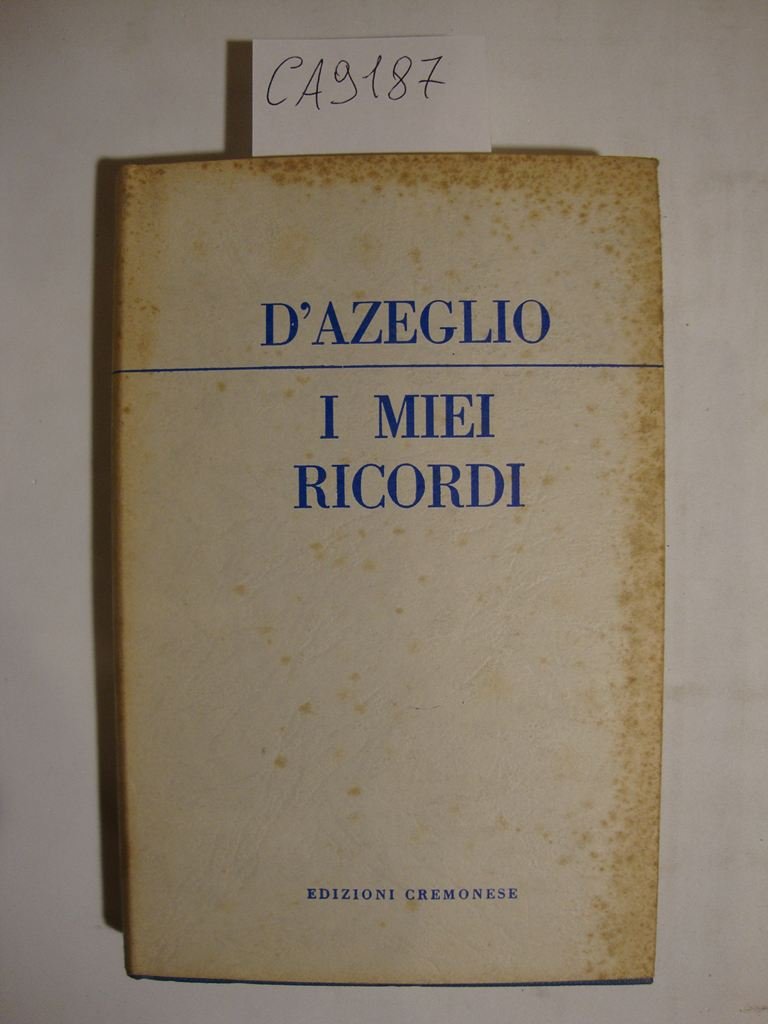 CA9187
D'AZEGLIO
I MIEI
RICORDI
EDIZIONI CREMONESE